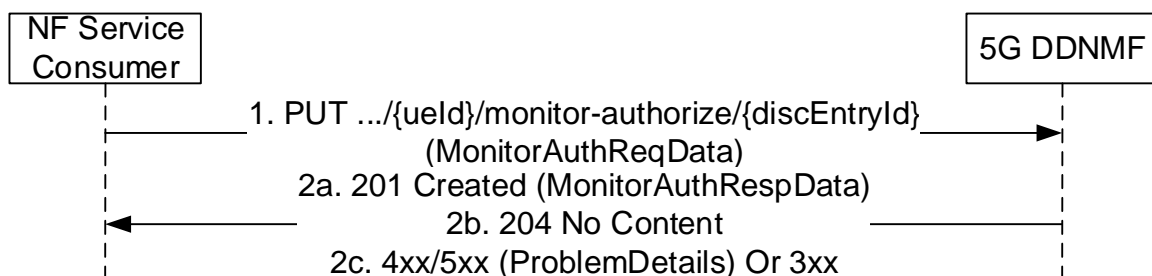 NF Service
Consumer
5G DDNMF
1. PUT .../{ueId}/monitor-authorize/{discEntryId}
(MonitorAuthReqData)
2a. 201 Created (MonitorAuthRespData)
2b. 204 No Content
2c. 4xx/5xx (ProblemDetails) Or 3xx